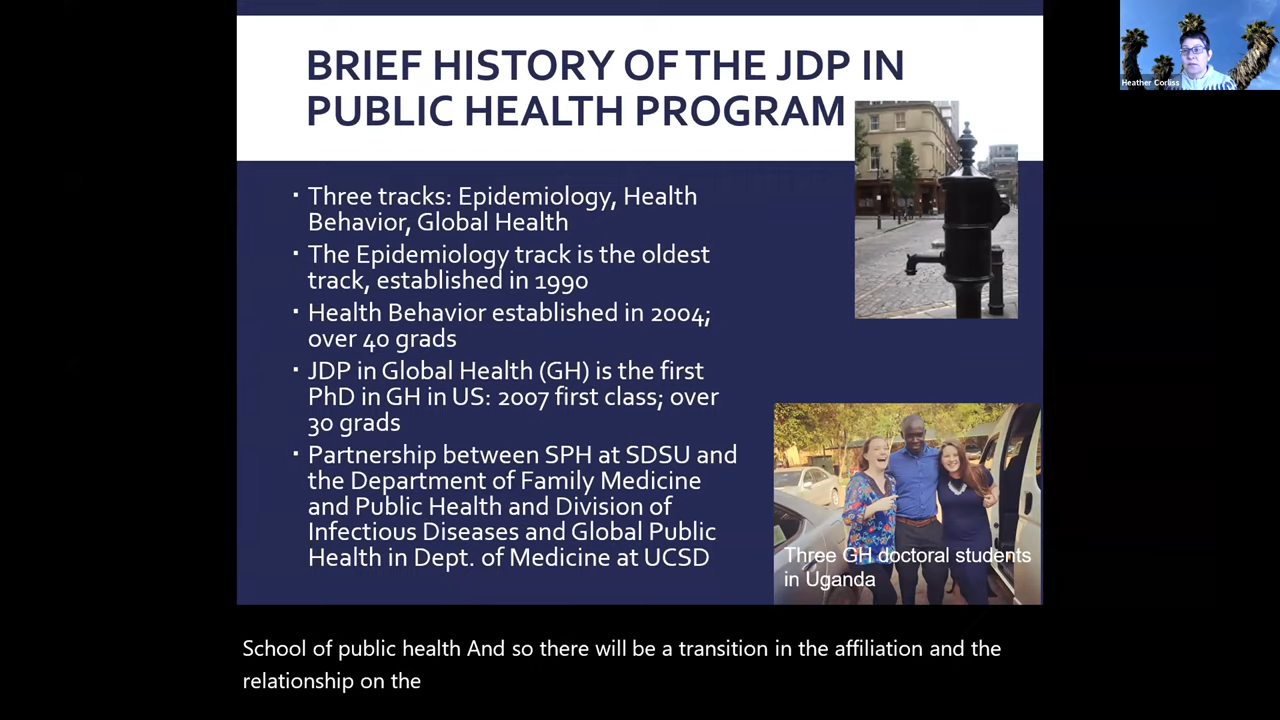 BRIEF HISTORY OF THE JDP IN
PUBLIC HEALTH PROGRAM
Heather Corliss
▪ Three tracks: Epidemiology, Health
Behavior, Global Health
▪ The Epidemiology track is the oldest
track, established in 1990
▪ Health Behavior established in 2004;
over 40 grads
▪ JDP in Global Health (GH) is the first
PhD in GH in US: 2007 first class; over
30 grads
▪ Partnership between SPH at SDSU and
the Department of Family Medicine
and Public Health and Division of
Infectious Diseases and Global Public
Health in Dept. of Medicine at UCSD
Three GH doctoral students
in Uganda
School of public health And so there will be a transition in the affiliation and the
relationship on the